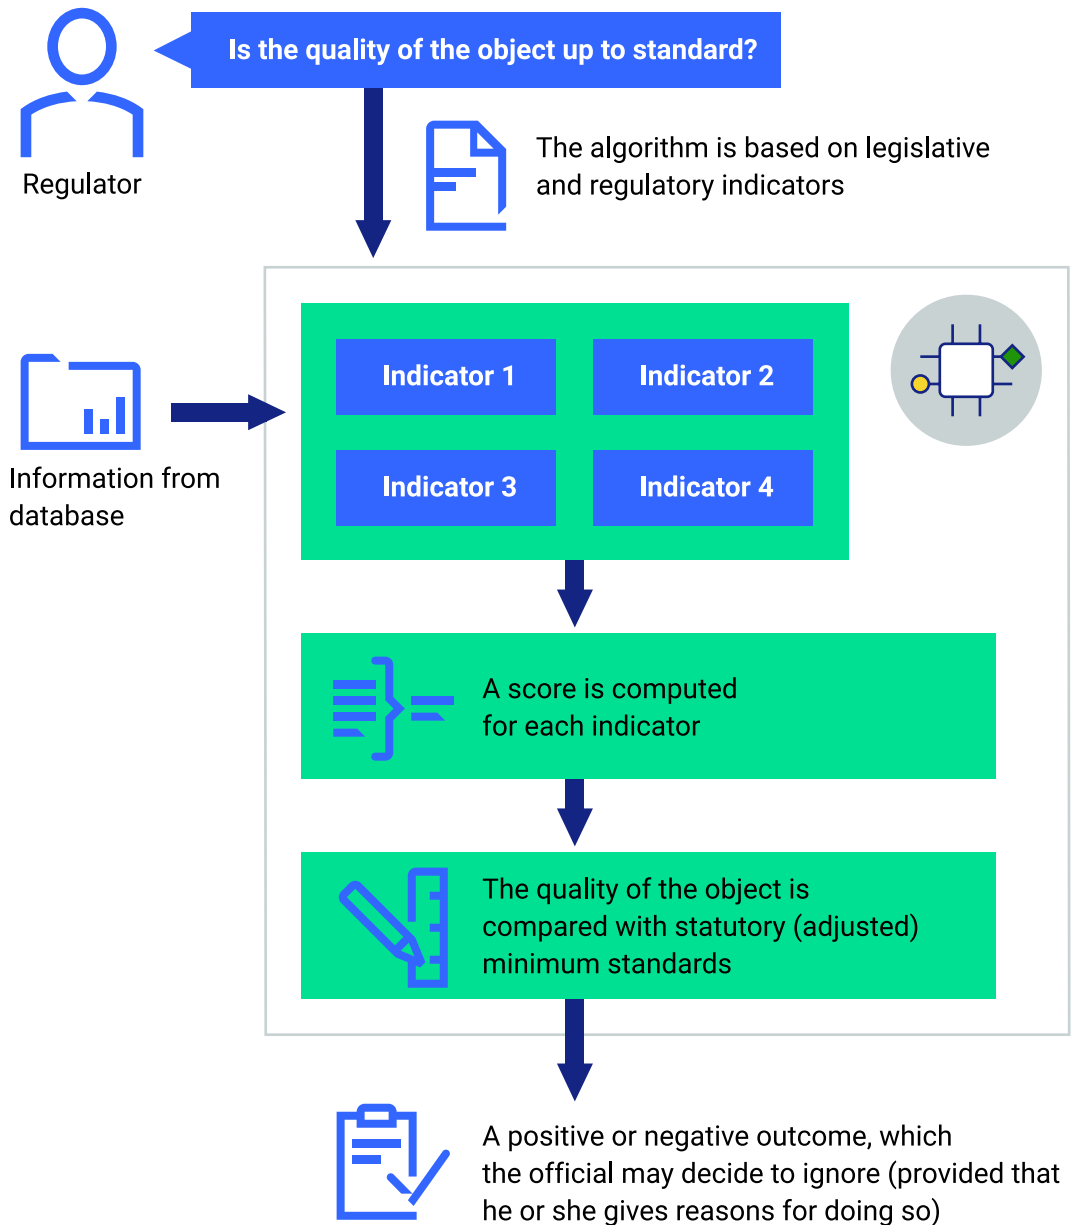 Is the quality of the object up to standard?
Regulator
The algorithm is based on legislative
and regulatory indicators
Information from
database
Indicator 1
Indicator 2
Indicator 3
Indicator 4
A score is computed
for each indicator
The quality of the object is
compared with statutory (adjusted)
minimum standards
A positive or negative outcome, which
the official may decide to ignore (provided that
he or she gives reasons for doing so)